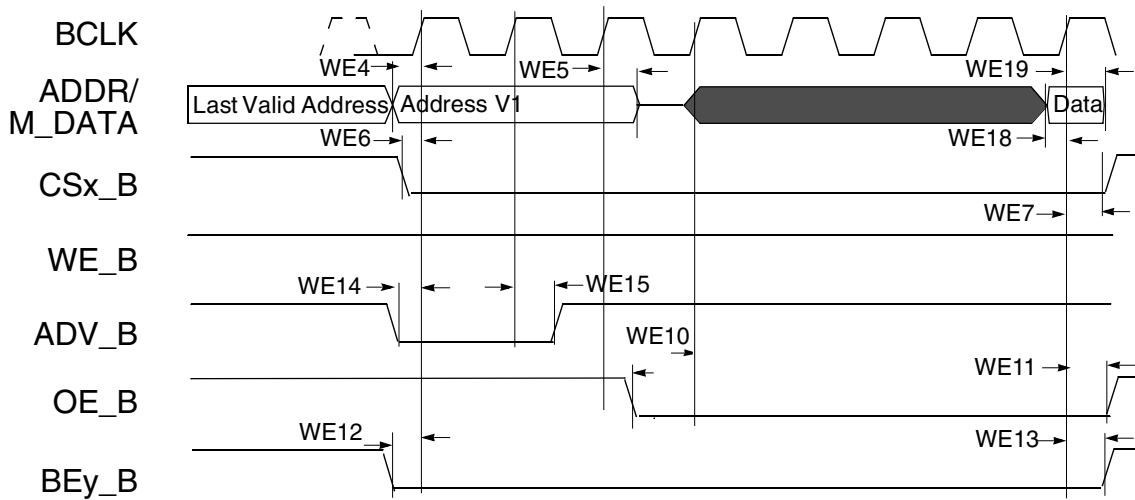 BCLK
WE4
WE5
WE19
ADDR/
M_DATA
Last Valid Address
Address V1
Data
WE6
WE18
CSx_B
WE7
WE_B
WE14
WE15
ADV_B
WE10
WE11
OE_B
WE12
WE13
BEy_B